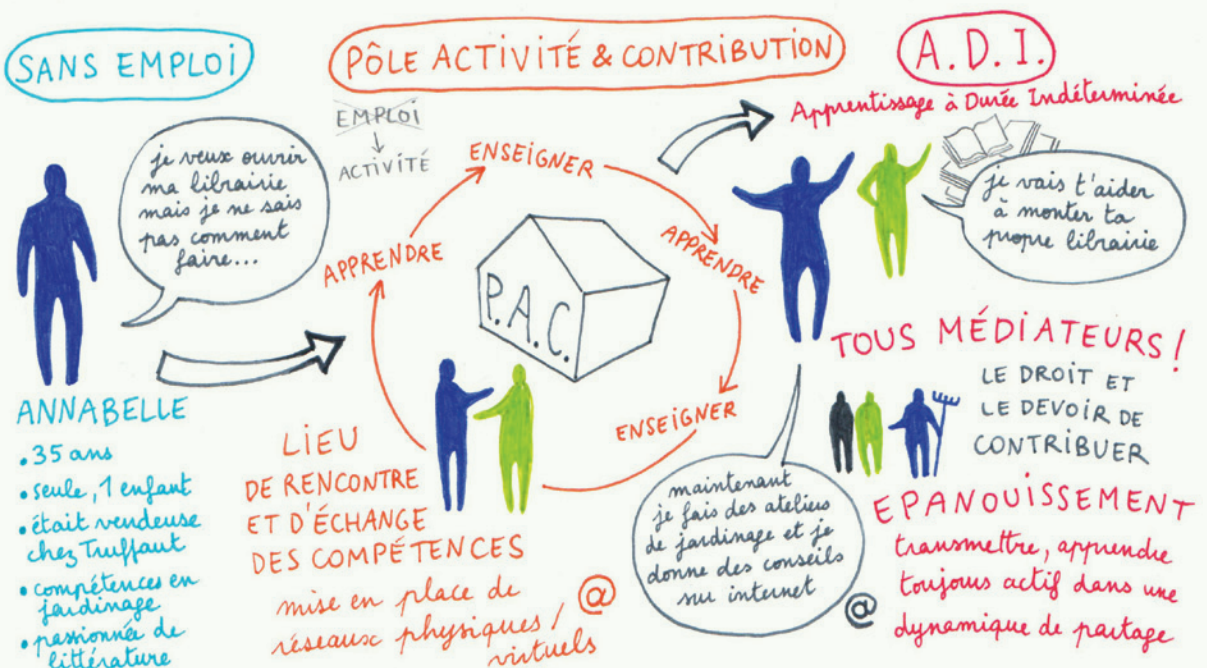 SANS EMPLOI
je veux ouvrir
ma librairie
mais je ne sais
pas comment
faire...
ANNABELLE
• 35 ans
• seule, 1 enfant
• était vendeuse
chez Truffaut
• compétences en
jardinage
• passionnée de
littérature
PÔLE ACTIVITÉ & CONTRIBUTION
EMPLOI
↓
ACTIVITÉ
ENSEIGNER
APPRENDRE
APPRENDRE
ENSEIGNER
P.A.C.
LIEU
DE RENCONTRE
ET D'ÉCHANGE
DES COMPÉTENCES
mise en place de
réseaux physiques /
virtuels
@
A.D.I.
Apprentissage à Durée Indéterminée
je vais t'aider
à monter ta
propre librairie
maintenant
je fais des ateliers
de jardinage et je
donne des conseils
sur internet
@
TOUS MÉDIATEURS !
LE DROIT ET
LE DEVOIR DE
CONTRIBUER
EPANOUISSEMENT
transmettre, apprendre
toujours actif dans une
dynamique de partage